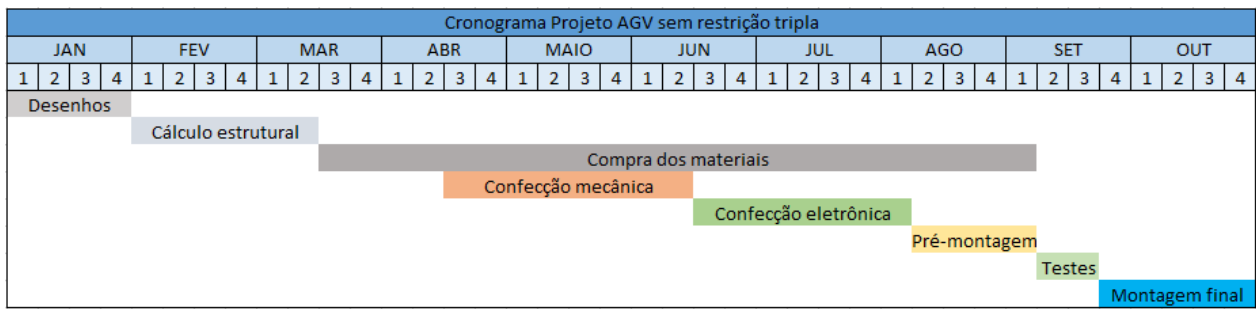 Cronograma Projeto AGV sem restrição tripla
JAN FEV MAR ABR MAIO JUN JUL AGO SET OUT
1 2 3 4 1 2 3 4 1 2 3 4 1 2 3 4 1 2 3 4 1 2 3 4 1 2 3 4 1 2 3 4 1 2 3 4 1 2 3 4
Desenhos
Cálculo estrutural
Compra dos materiais
Confecção mecânica
Confecção eletrônica
Pré-montagem
Testes
Montagem final